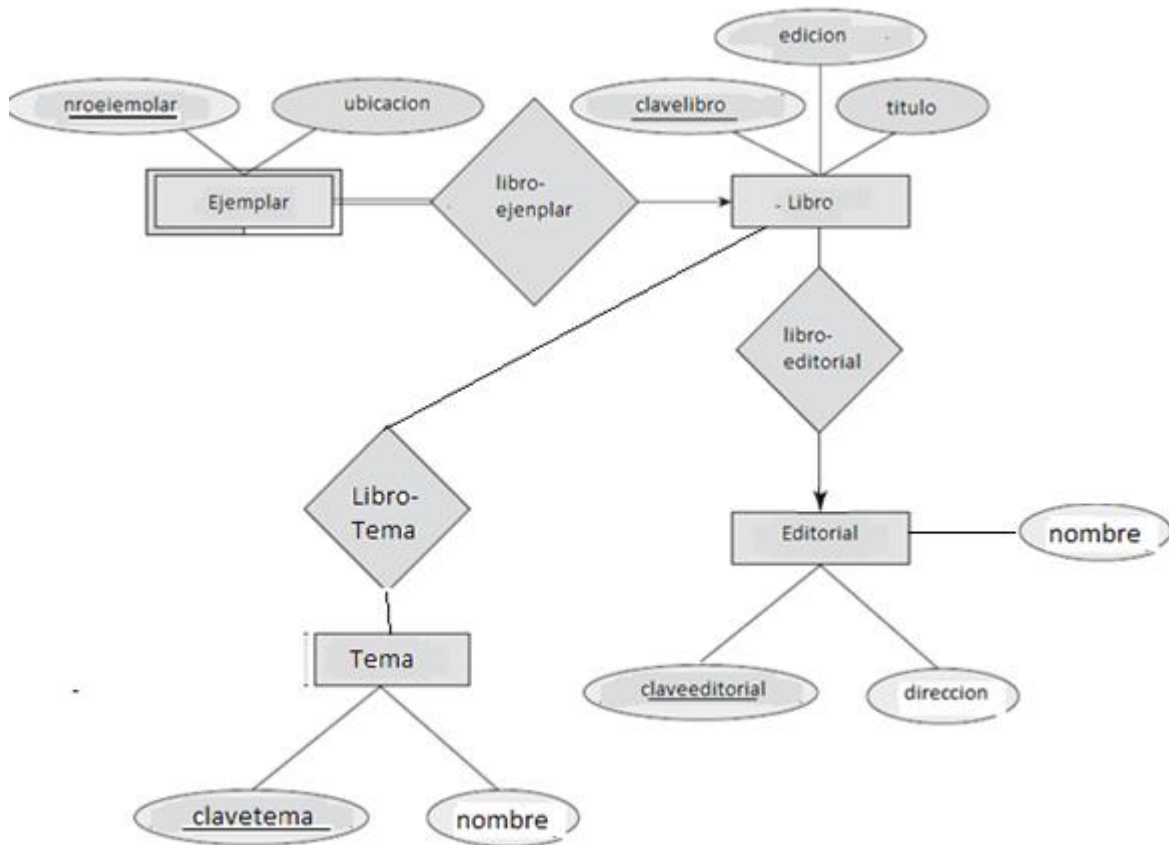 edicion
nroeiemolar
ubicacion
clavelibro
titulo
Ejemplar
libro-
ejenplar
Libro
libro-
editorial
Libro-
Tema
Editorial
nombre
Tema
claveeditorial
direccion
clavetema
nombre